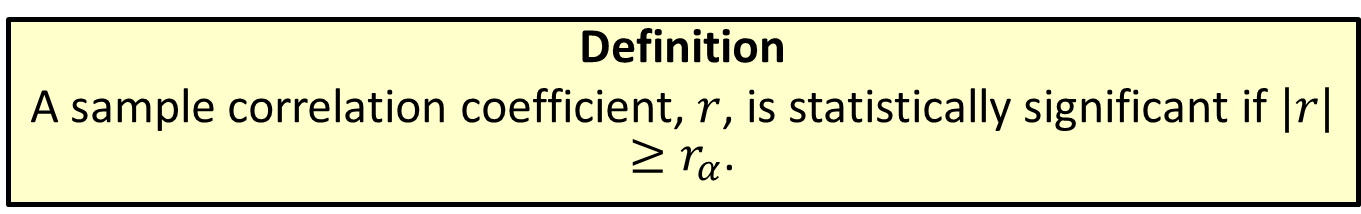 Definition
A sample correlation coefficient, 𝑟, is statistically significant if |𝑟|
≥ 𝑟𝛼.